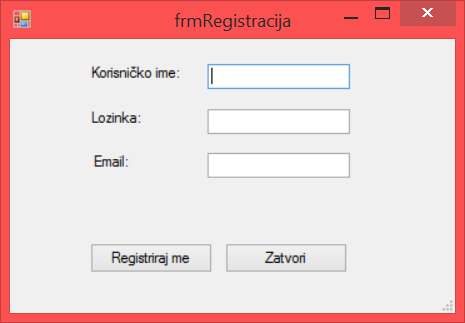 frmRegistracija
Korisničko ime:
Lozinka:
Email:
Registriraj me
Zatvori